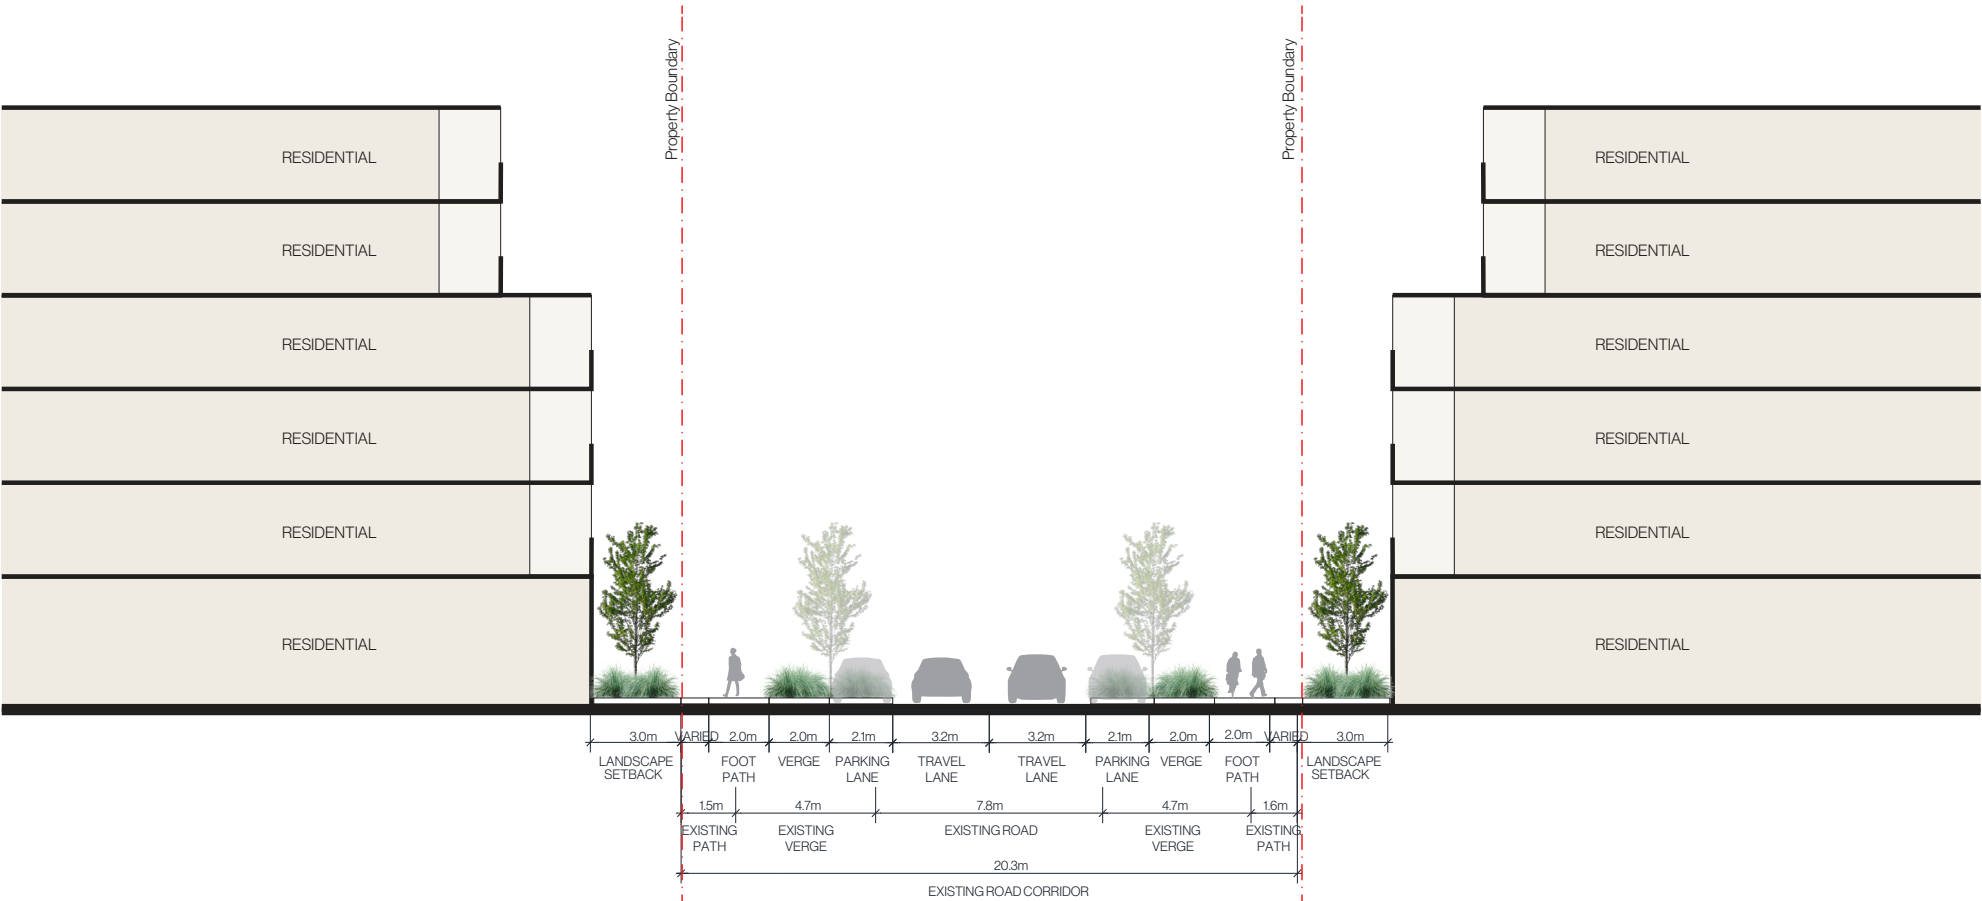 Property Boundary
Property Boundary
RESIDENTIAL
RESIDENTIAL
RESIDENTIAL
RESIDENTIAL
RESIDENTIAL
RESIDENTIAL
RESIDENTIAL
RESIDENTIAL
RESIDENTIAL
RESIDENTIAL
RESIDENTIAL
RESIDENTIAL
3.0m VARIED 2.0m 2.0m 2.1m 3.2m 3.2m 2.1m 2.0m 2.0m VARIED 3.0m
LANDSCAPE FOOT VERGE PARKING TRAVEL TRAVEL PARKING VERGE FOOT LANDSCAPE
SETBACK PATH LANE LANE LANE LANE PATH SETBACK
1.5m 4.7m 7.8m 4.7m 1.6m
EXISTING EXISTING EXISTING ROAD EXISTING EXISTING
PATH VERGE VERGE PATH
20.3m
EXISTING ROAD CORRIDOR